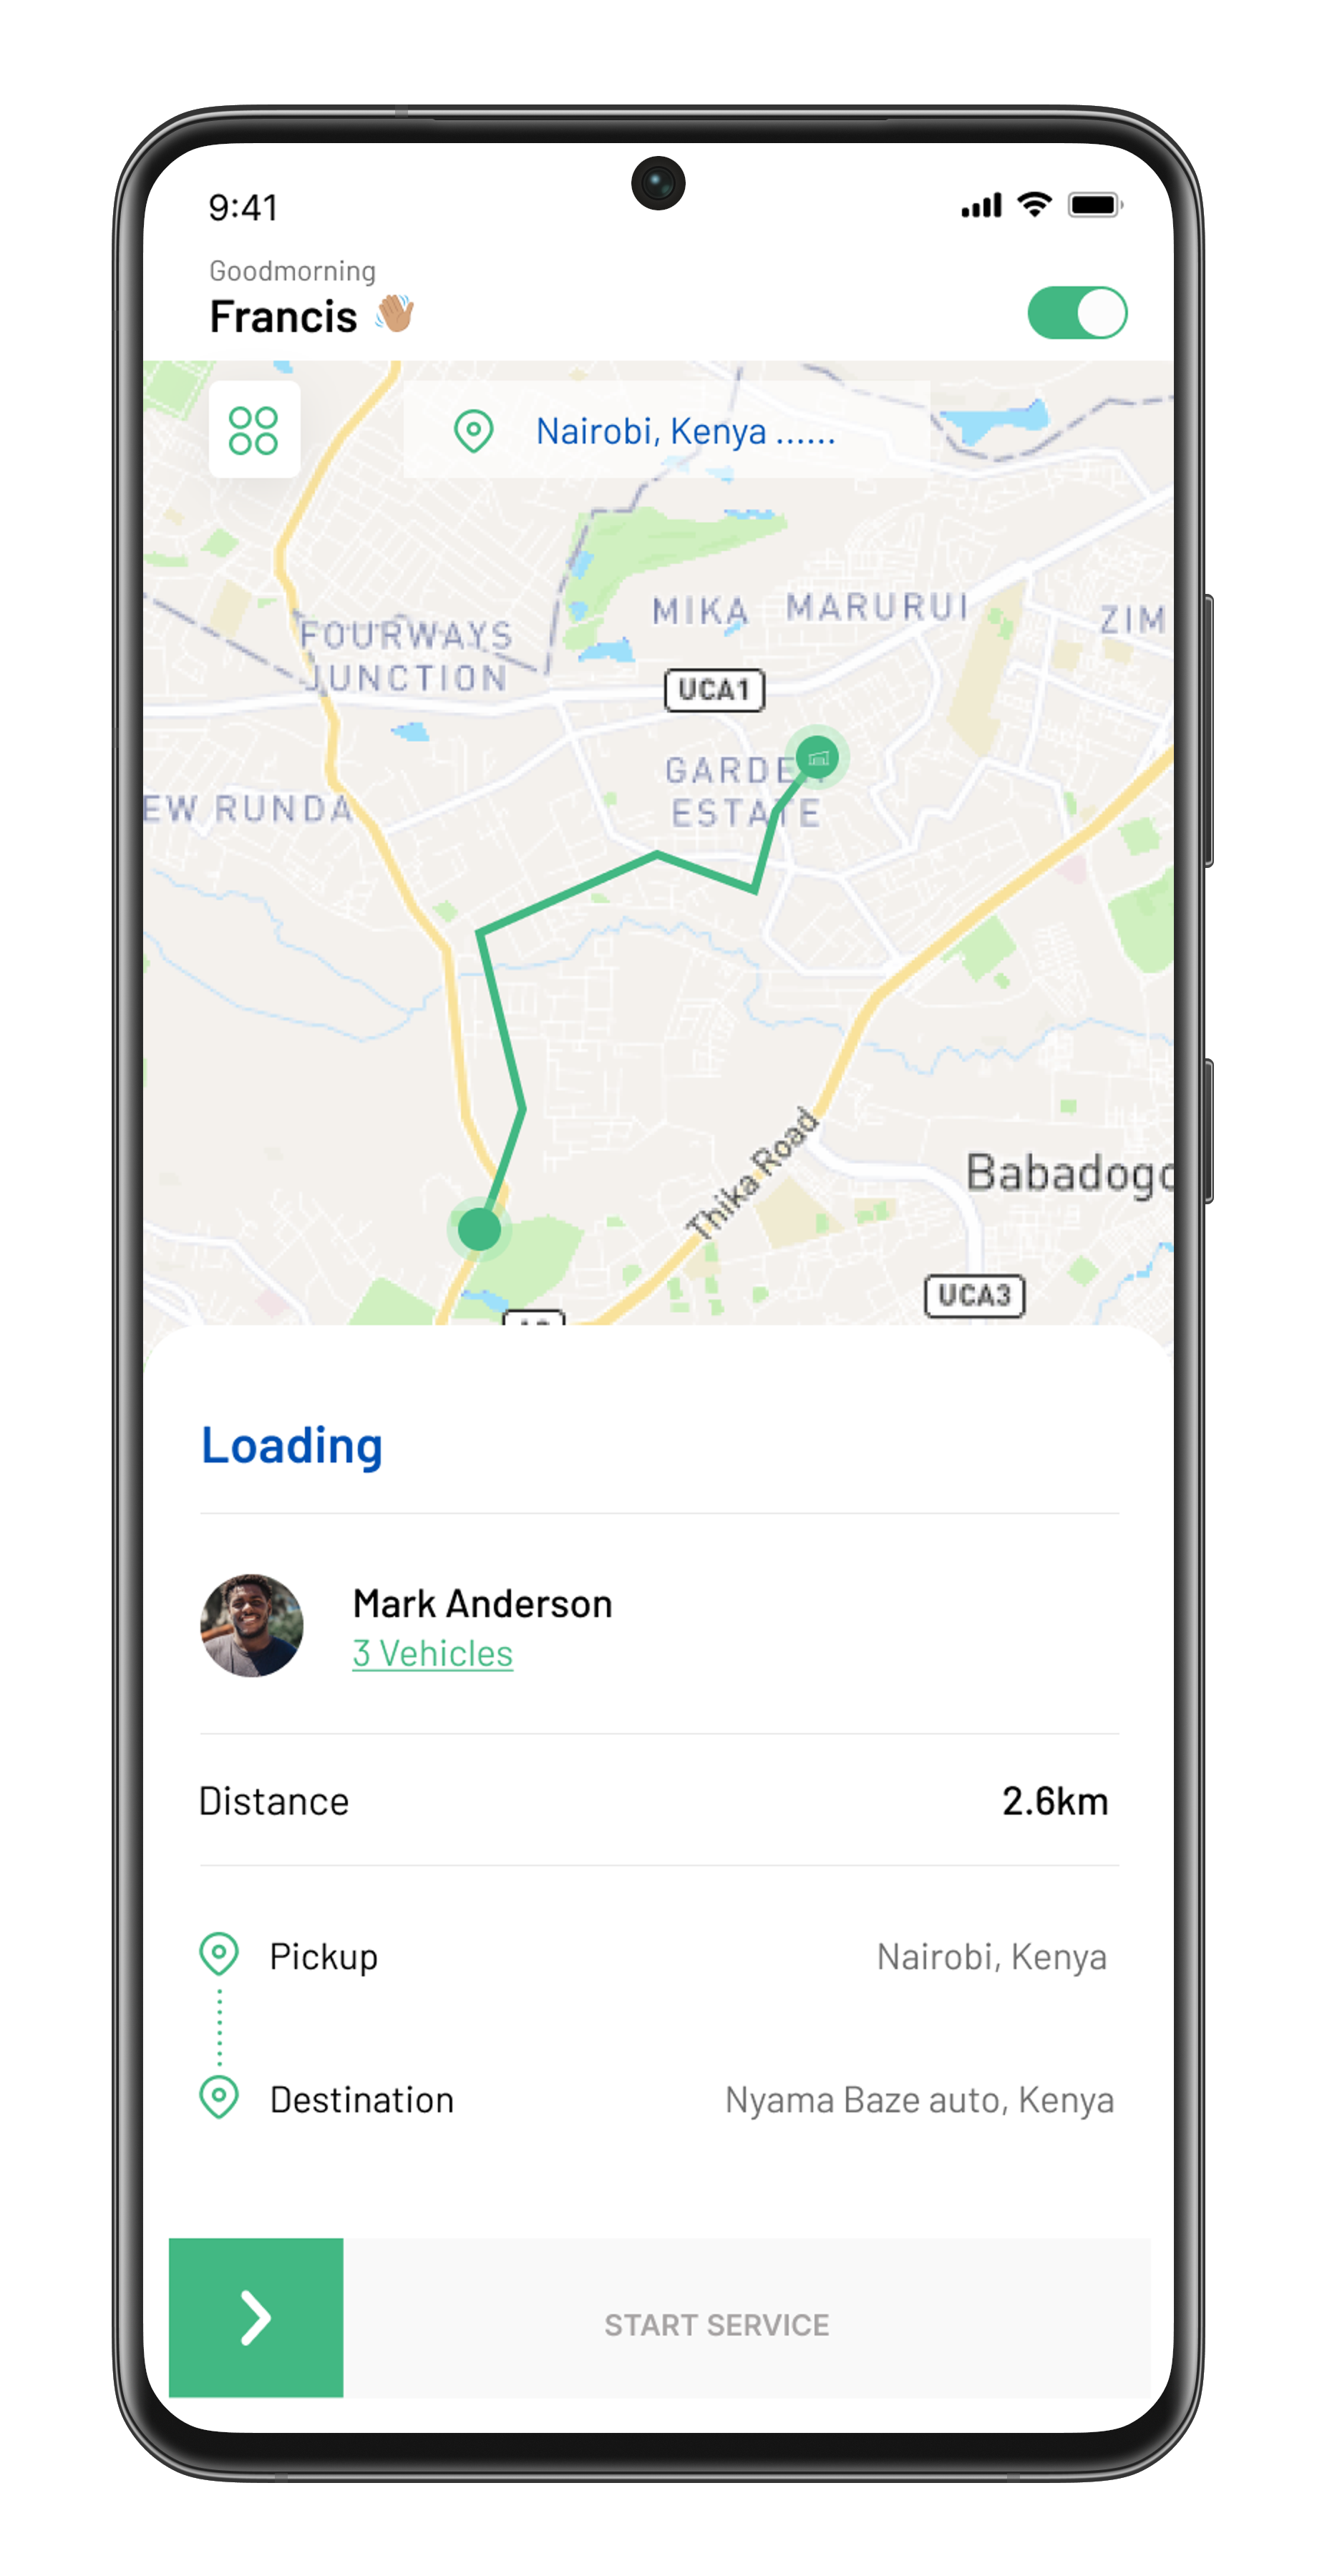 9:41
Goodmorning
Francis 👋🏽
Nairobi, Kenya ......
MIKA
MARURUI
ZIM
FOURWAYS
JUNCTION
UCA1
GARDE
ESTATE
EW RUNDA
Thika Road
Babadogo
UCA3
Loading
Mark Anderson
3 Vehicles
Distance
2.6km
Pickup
Nairobi, Kenya
Destination
Nyama Baze auto, Kenya
START SERVICE